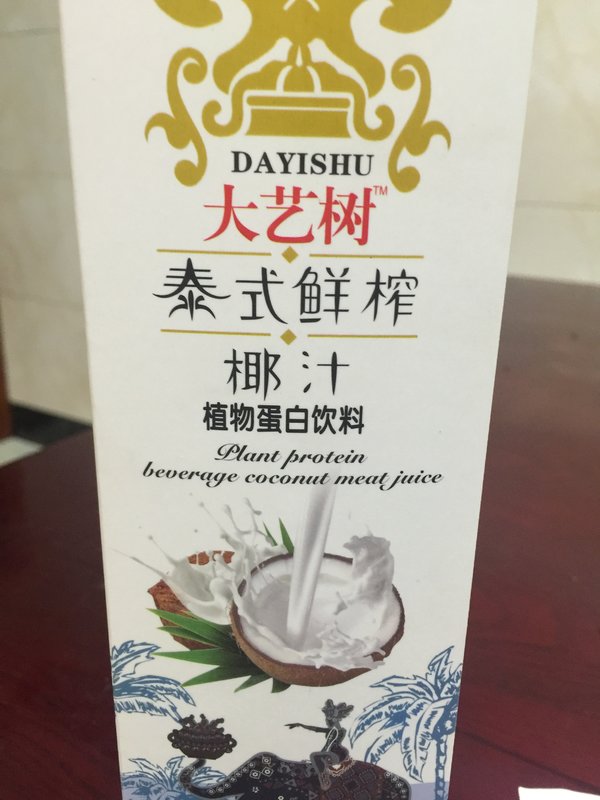 DAYISHU
大艺树™
泰式鲜榨
椰汁
植物蛋白饮料
Plant protein
beverage coconut meat juice